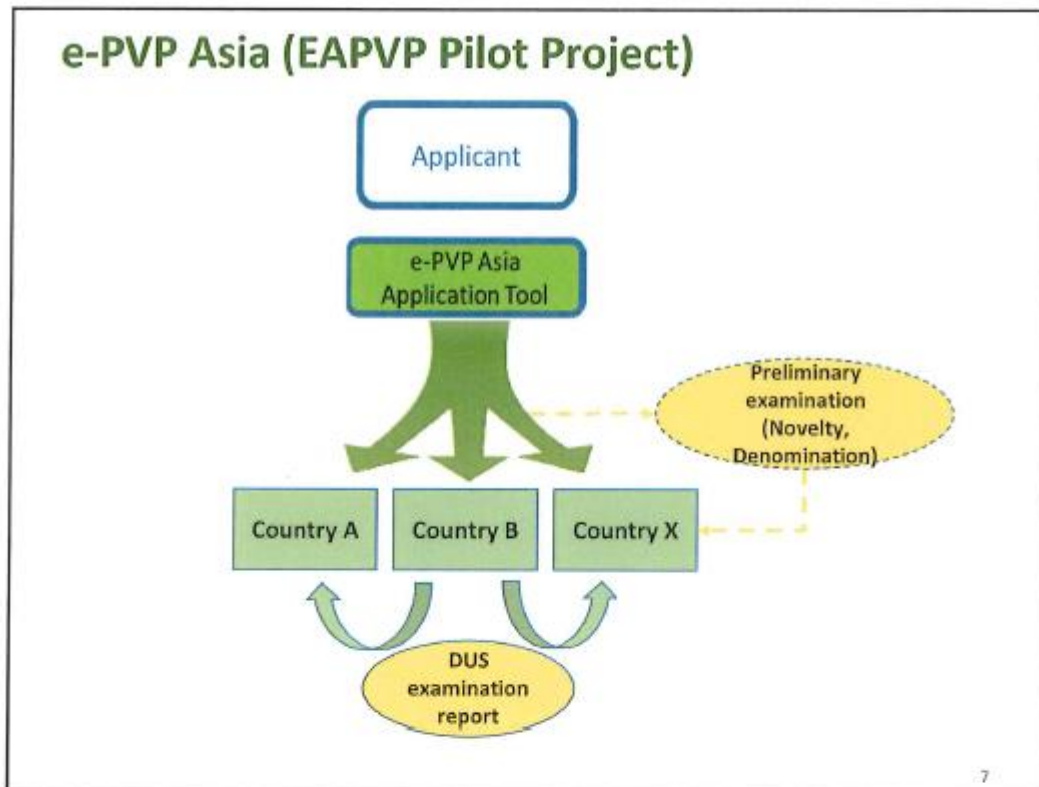 e-PVP Asia (EAPVP Pilot Project)
Applicant
e-PVP Asia
Application Tool
Preliminary
examination
(Novelty,
Denomination)
Country A
Country B
Country X
DUS
examination
report
7